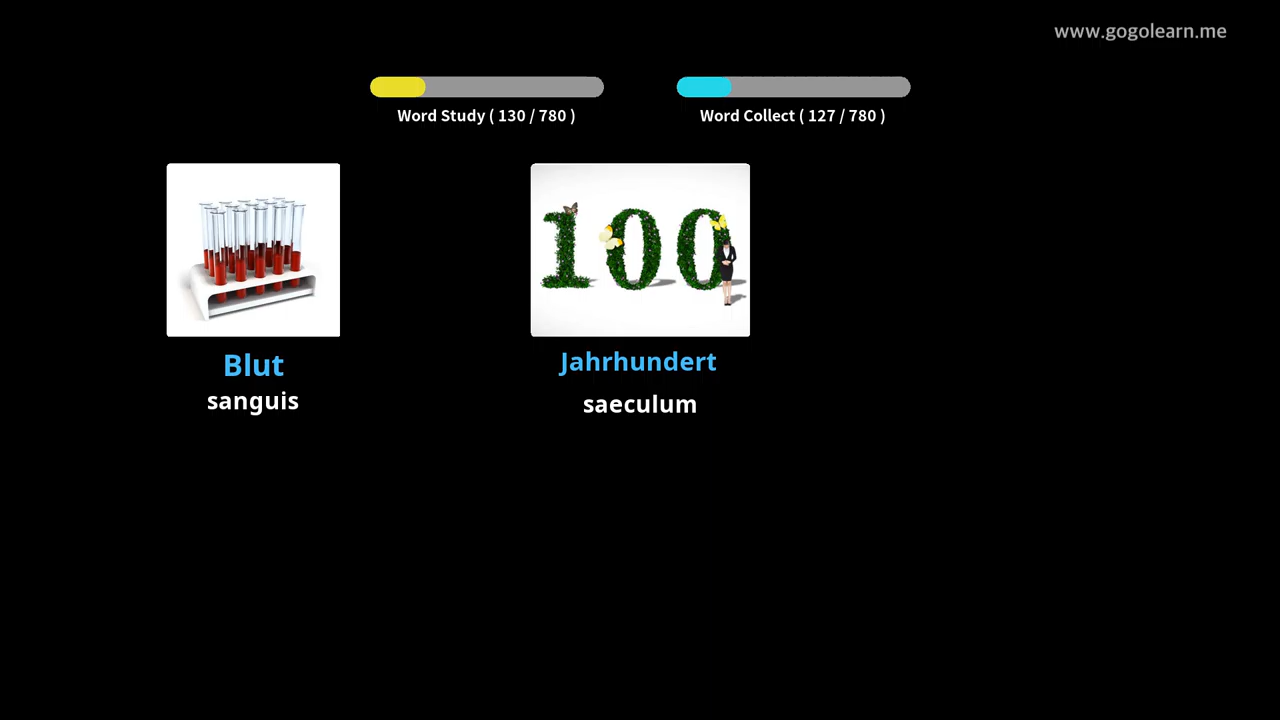 www.gogolearn.me
Word Study ( 130 / 780 )
Word Collect ( 127 / 780 )
100
Blut
sanguis
Jahrhundert
saeculum